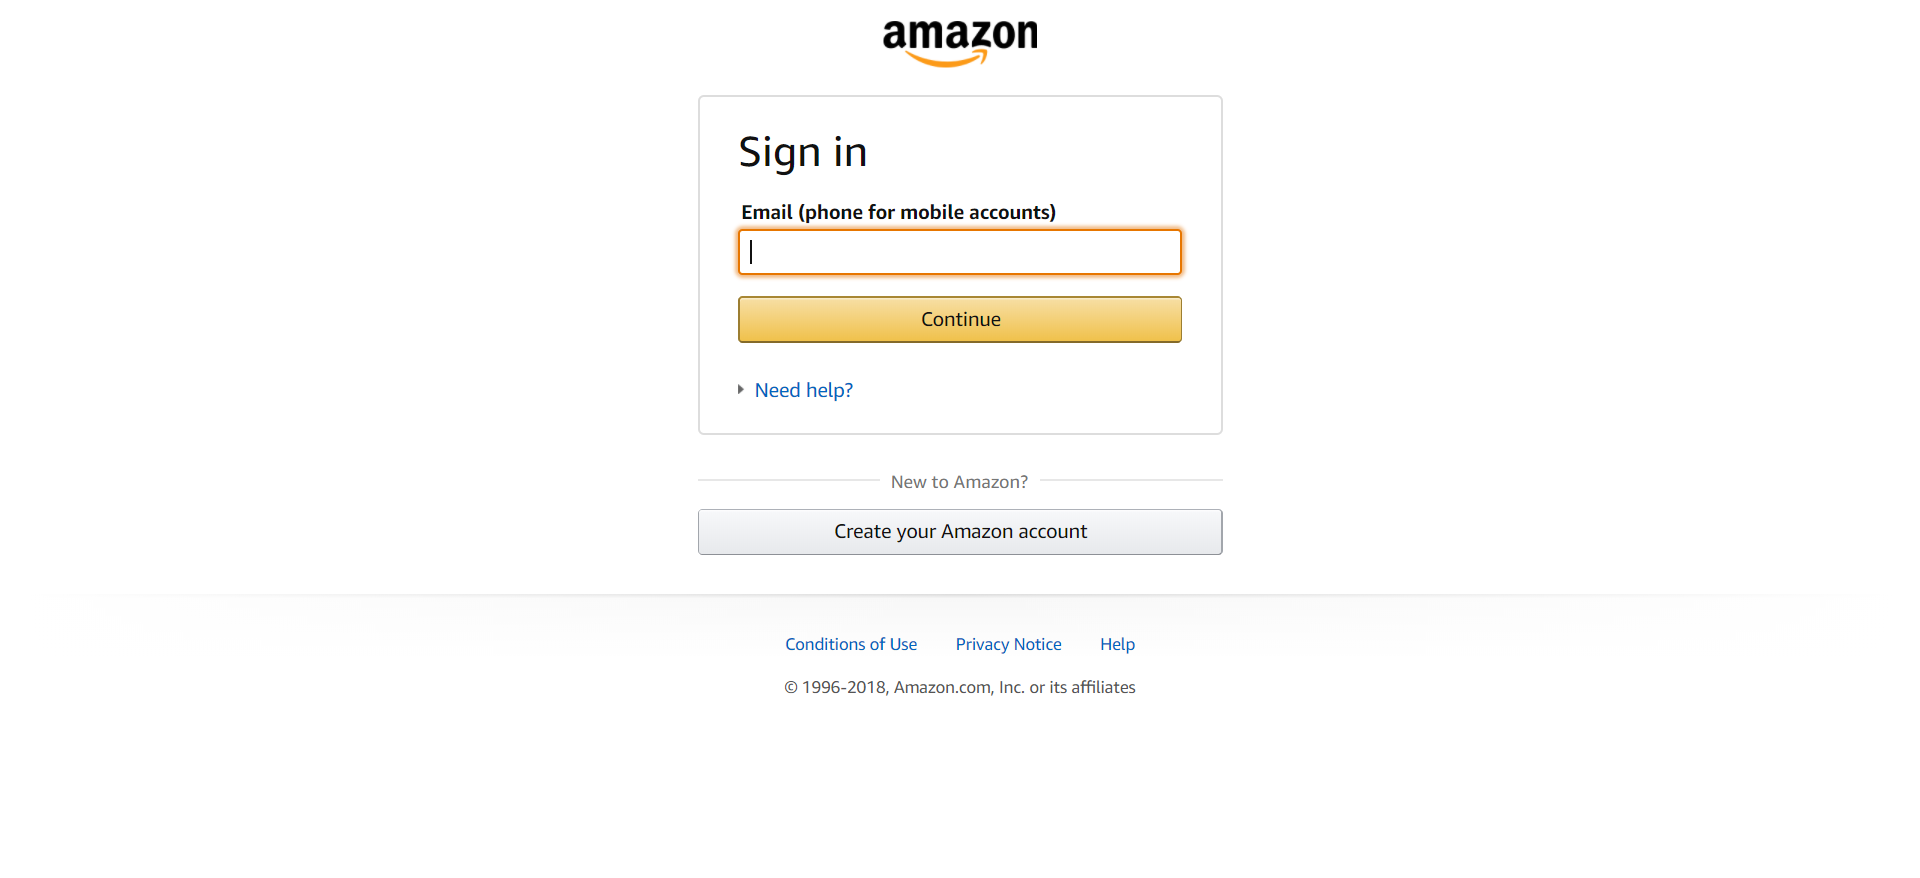 amazon
Sign in
Email (phone for mobile accounts)
Continue
Need help?
New to Amazon?
Create your Amazon account
Conditions of Use Privacy Notice Help
© 1996-2018, Amazon.com, Inc. or its affiliates